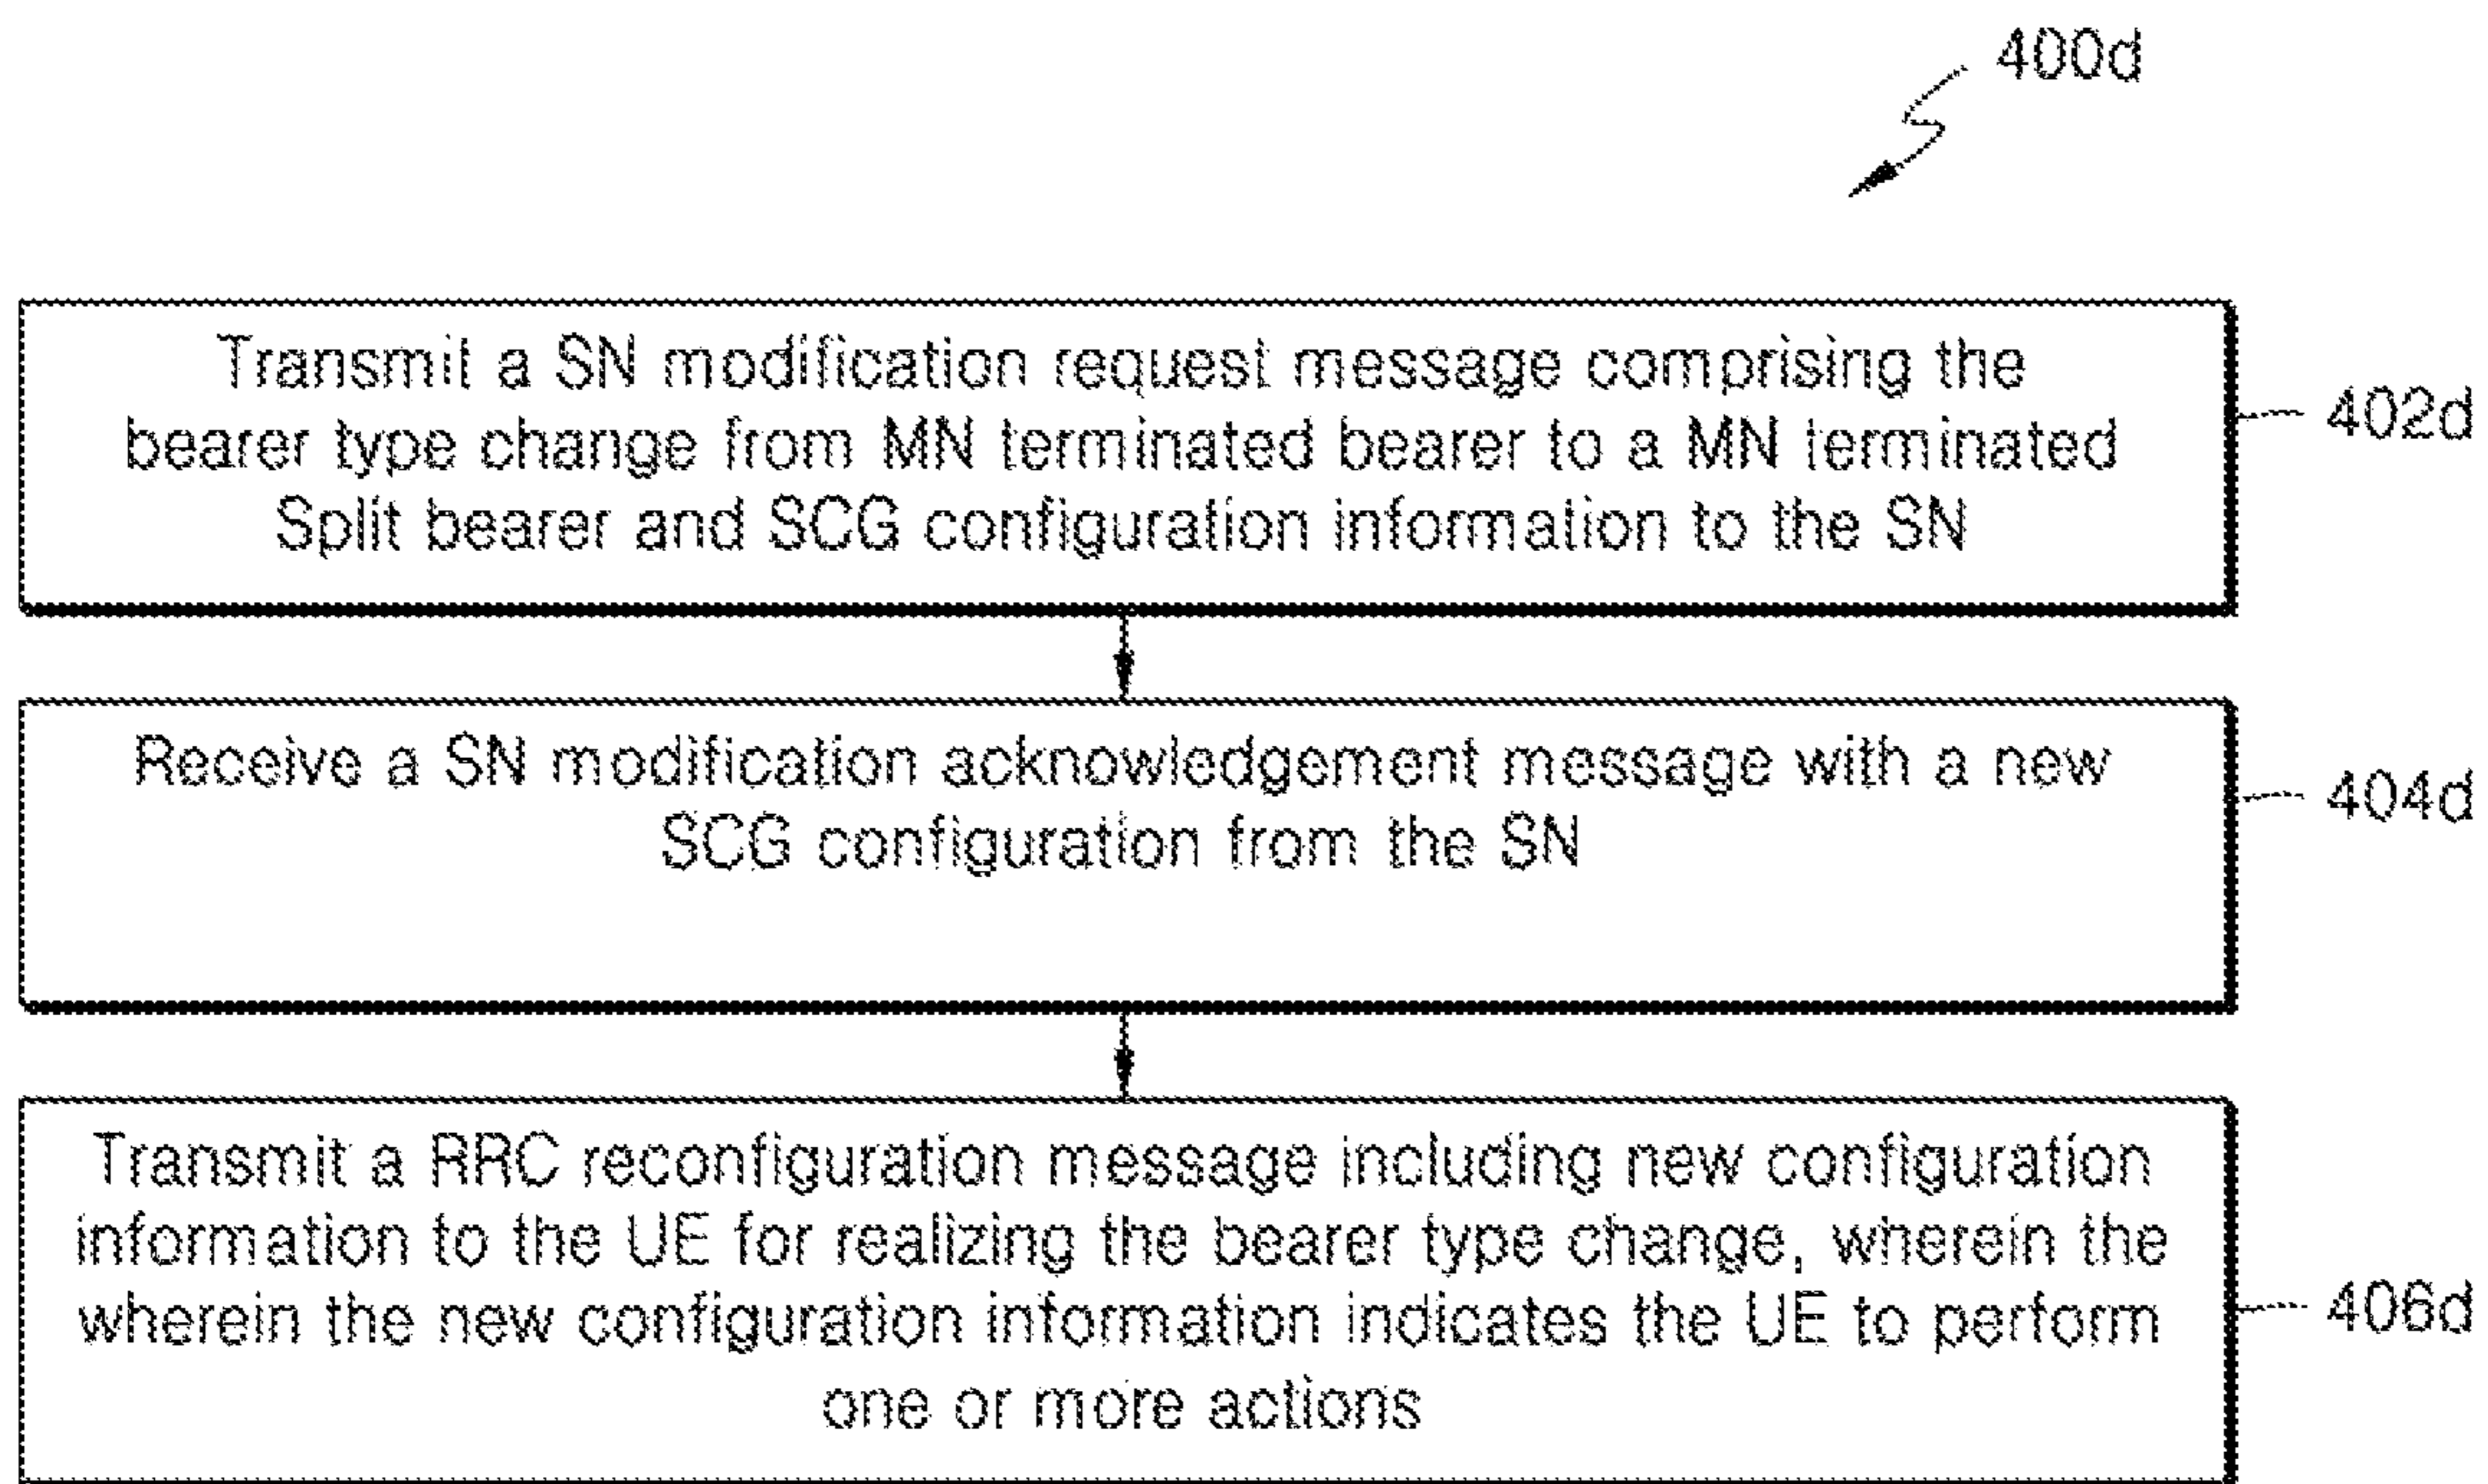 400d
Transmit a SN modification request message comprising the
bearer type change from MN terminated bearer to a MN terminated
Split bearer and SCG configuration information to the SN
402d
Receive a SN modification acknowledgement message with a new
SCG configuration from the SN
404d
Transmit a RRC reconfiguration message including new configuration
information to the UE for realizing the bearer type change, wherein the
wherein the new configuration information indicates the UE to perform
one or more actions
406d